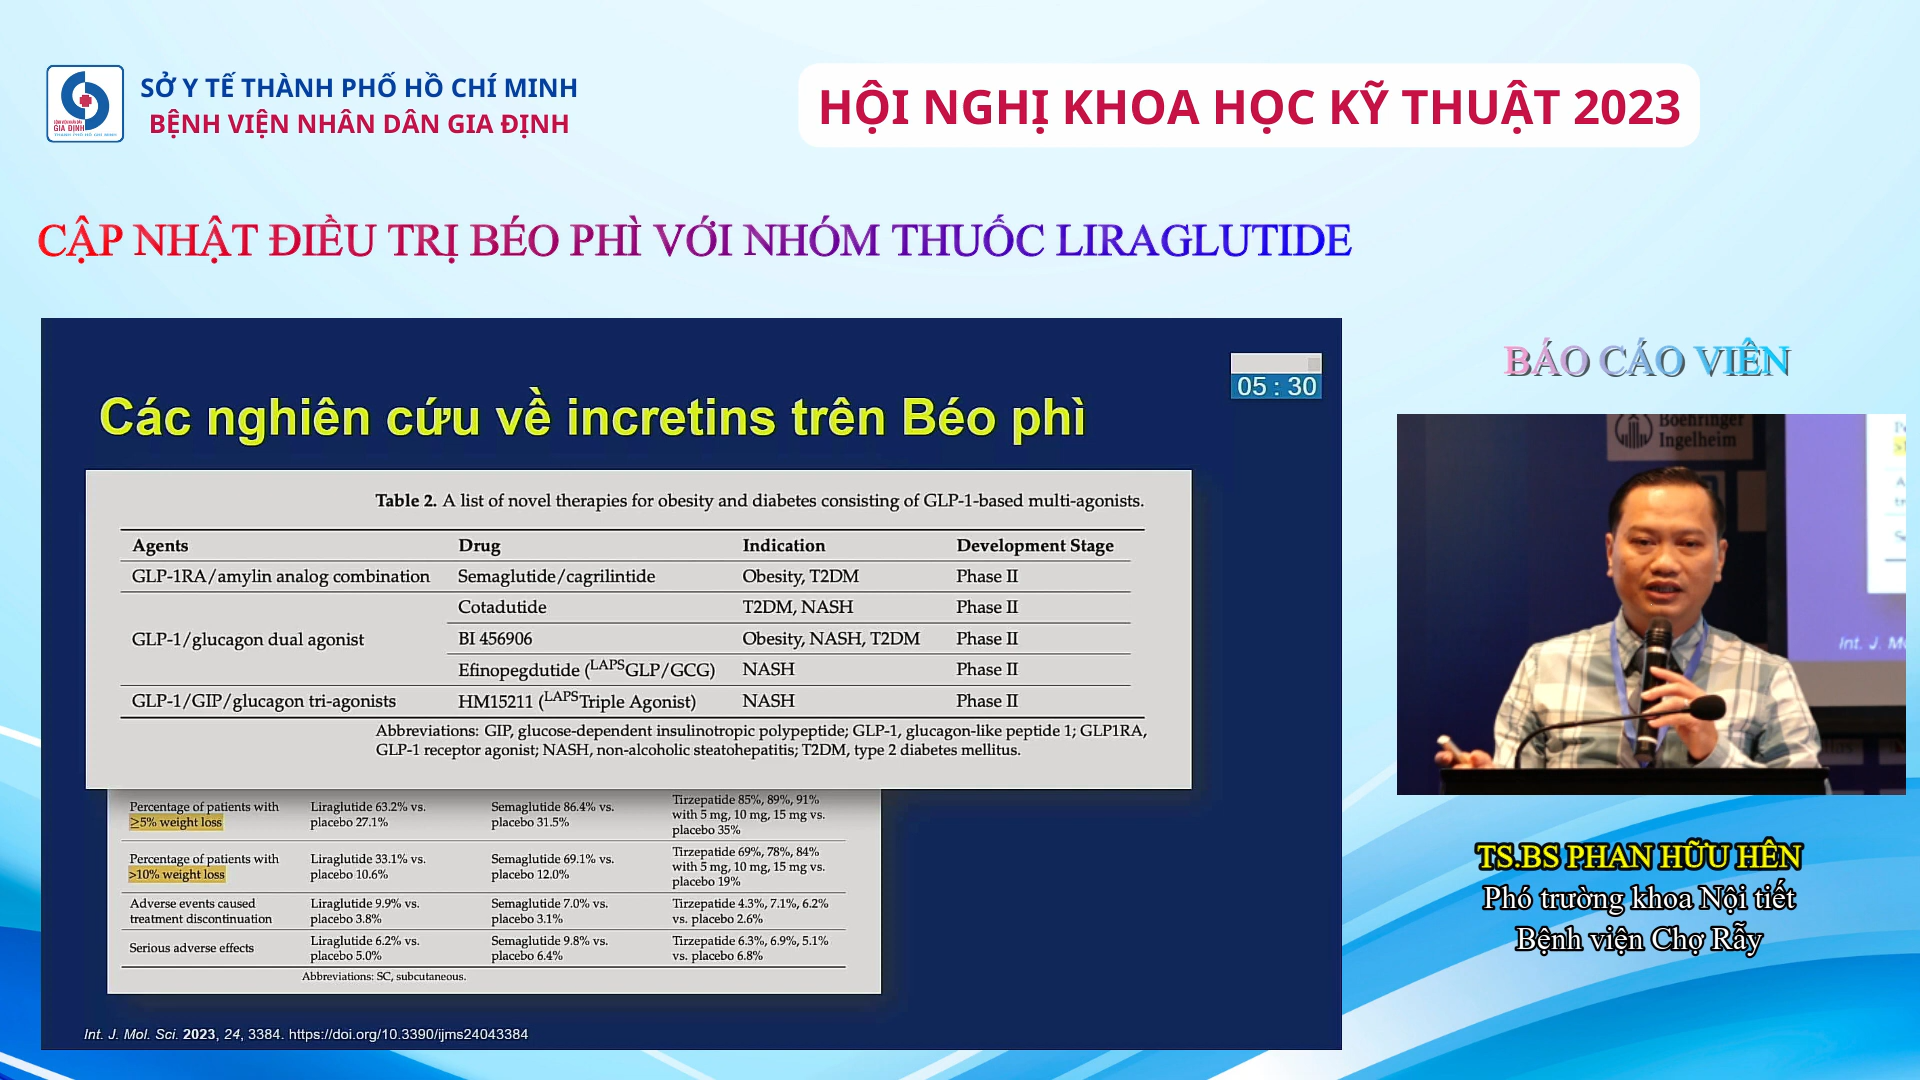 SỞ Y TẾ THÀNH PHỐ HỒ CHÍ MINH
BỆNH VIỆN NHÂN DÂN GIA ĐỊNH
GIA ĐỊNH
HỘI NGHỊ KHOA HỌC KỸ THUẬT 2023
CẬP NHẬT ĐIỀU TRỊ BÉO PHÌ VỚI NHÓM THUỐC LIRAGLUTIDE
05 : 30
Các nghiên cứu về incretins trên Béo phì
Table 2. A list of novel therapies for obesity and diabetes consisting of GLP-1-based multi-agonists.
Agents Drug Indication Development Stage
GLP-1RA/amylin analog combination Semaglutide/cagrilintide Obesity, T2DM Phase II
Cotadutide T2DM, NASH Phase II
GLP-1/glucagon dual agonist BI 456906 Obesity, NASH, T2DM Phase II
Efinopegdutide (LAPSGLP/GCG) NASH Phase II
GLP-1/GIP/glucagon tri-agonists HM15211 (LAPSTriple Agonist) NASH Phase II
Abbreviations: GIP, glucose-dependent insulinotropic polypeptide; GLP-1, glucagon-like peptide 1; GLP1RA,
GLP-1 receptor agonist; NASH, non-alcoholic steatohepatitis; T2DM, type 2 diabetes mellitus.
Percentage of patients with
≥5% weight loss
Liraglutide 63.2% vs.
placebo 27.1%
Semaglutide 86.4% vs.
placebo 31.5%
Tirzepatide 85%, 89%, 91%
with 5 mg, 10 mg, 15 mg vs.
placebo 35%
Percentage of patients with
>10% weight loss
Liraglutide 33.1% vs.
placebo 10.6%
Semaglutide 69.1% vs.
placebo 12.0%
Tirzepatide 69%, 78%, 84%
with 5 mg, 10 mg, 15 mg vs.
placebo 19%
Adverse events caused
treatment discontinuation
Liraglutide 9.9% vs.
placebo 3.8%
Semaglutide 7.0% vs.
placebo 3.1%
Tirzepatide 4.3%, 7.1%, 6.2%
vs. placebo 2.6%
Serious adverse effects
Liraglutide 6.2% vs.
placebo 5.0%
Semaglutide 9.8% vs.
placebo 6.4%
Tirzepatide 6.3%, 6.9%, 5.1%
vs. placebo 6.8%
Abbreviations: SC, subcutaneous.
Int. J. Mol. Sci. 2023, 24, 3384. https://doi.org/10.3390/ijms24043384
BÁO CÁO VIÊN
Boehringer
Ingelheim
Int. J. Mo
TS.BS PHAN HỮU HÊN
Phó trường khoa Nội tiết
Bệnh viện Chợ Rẫy